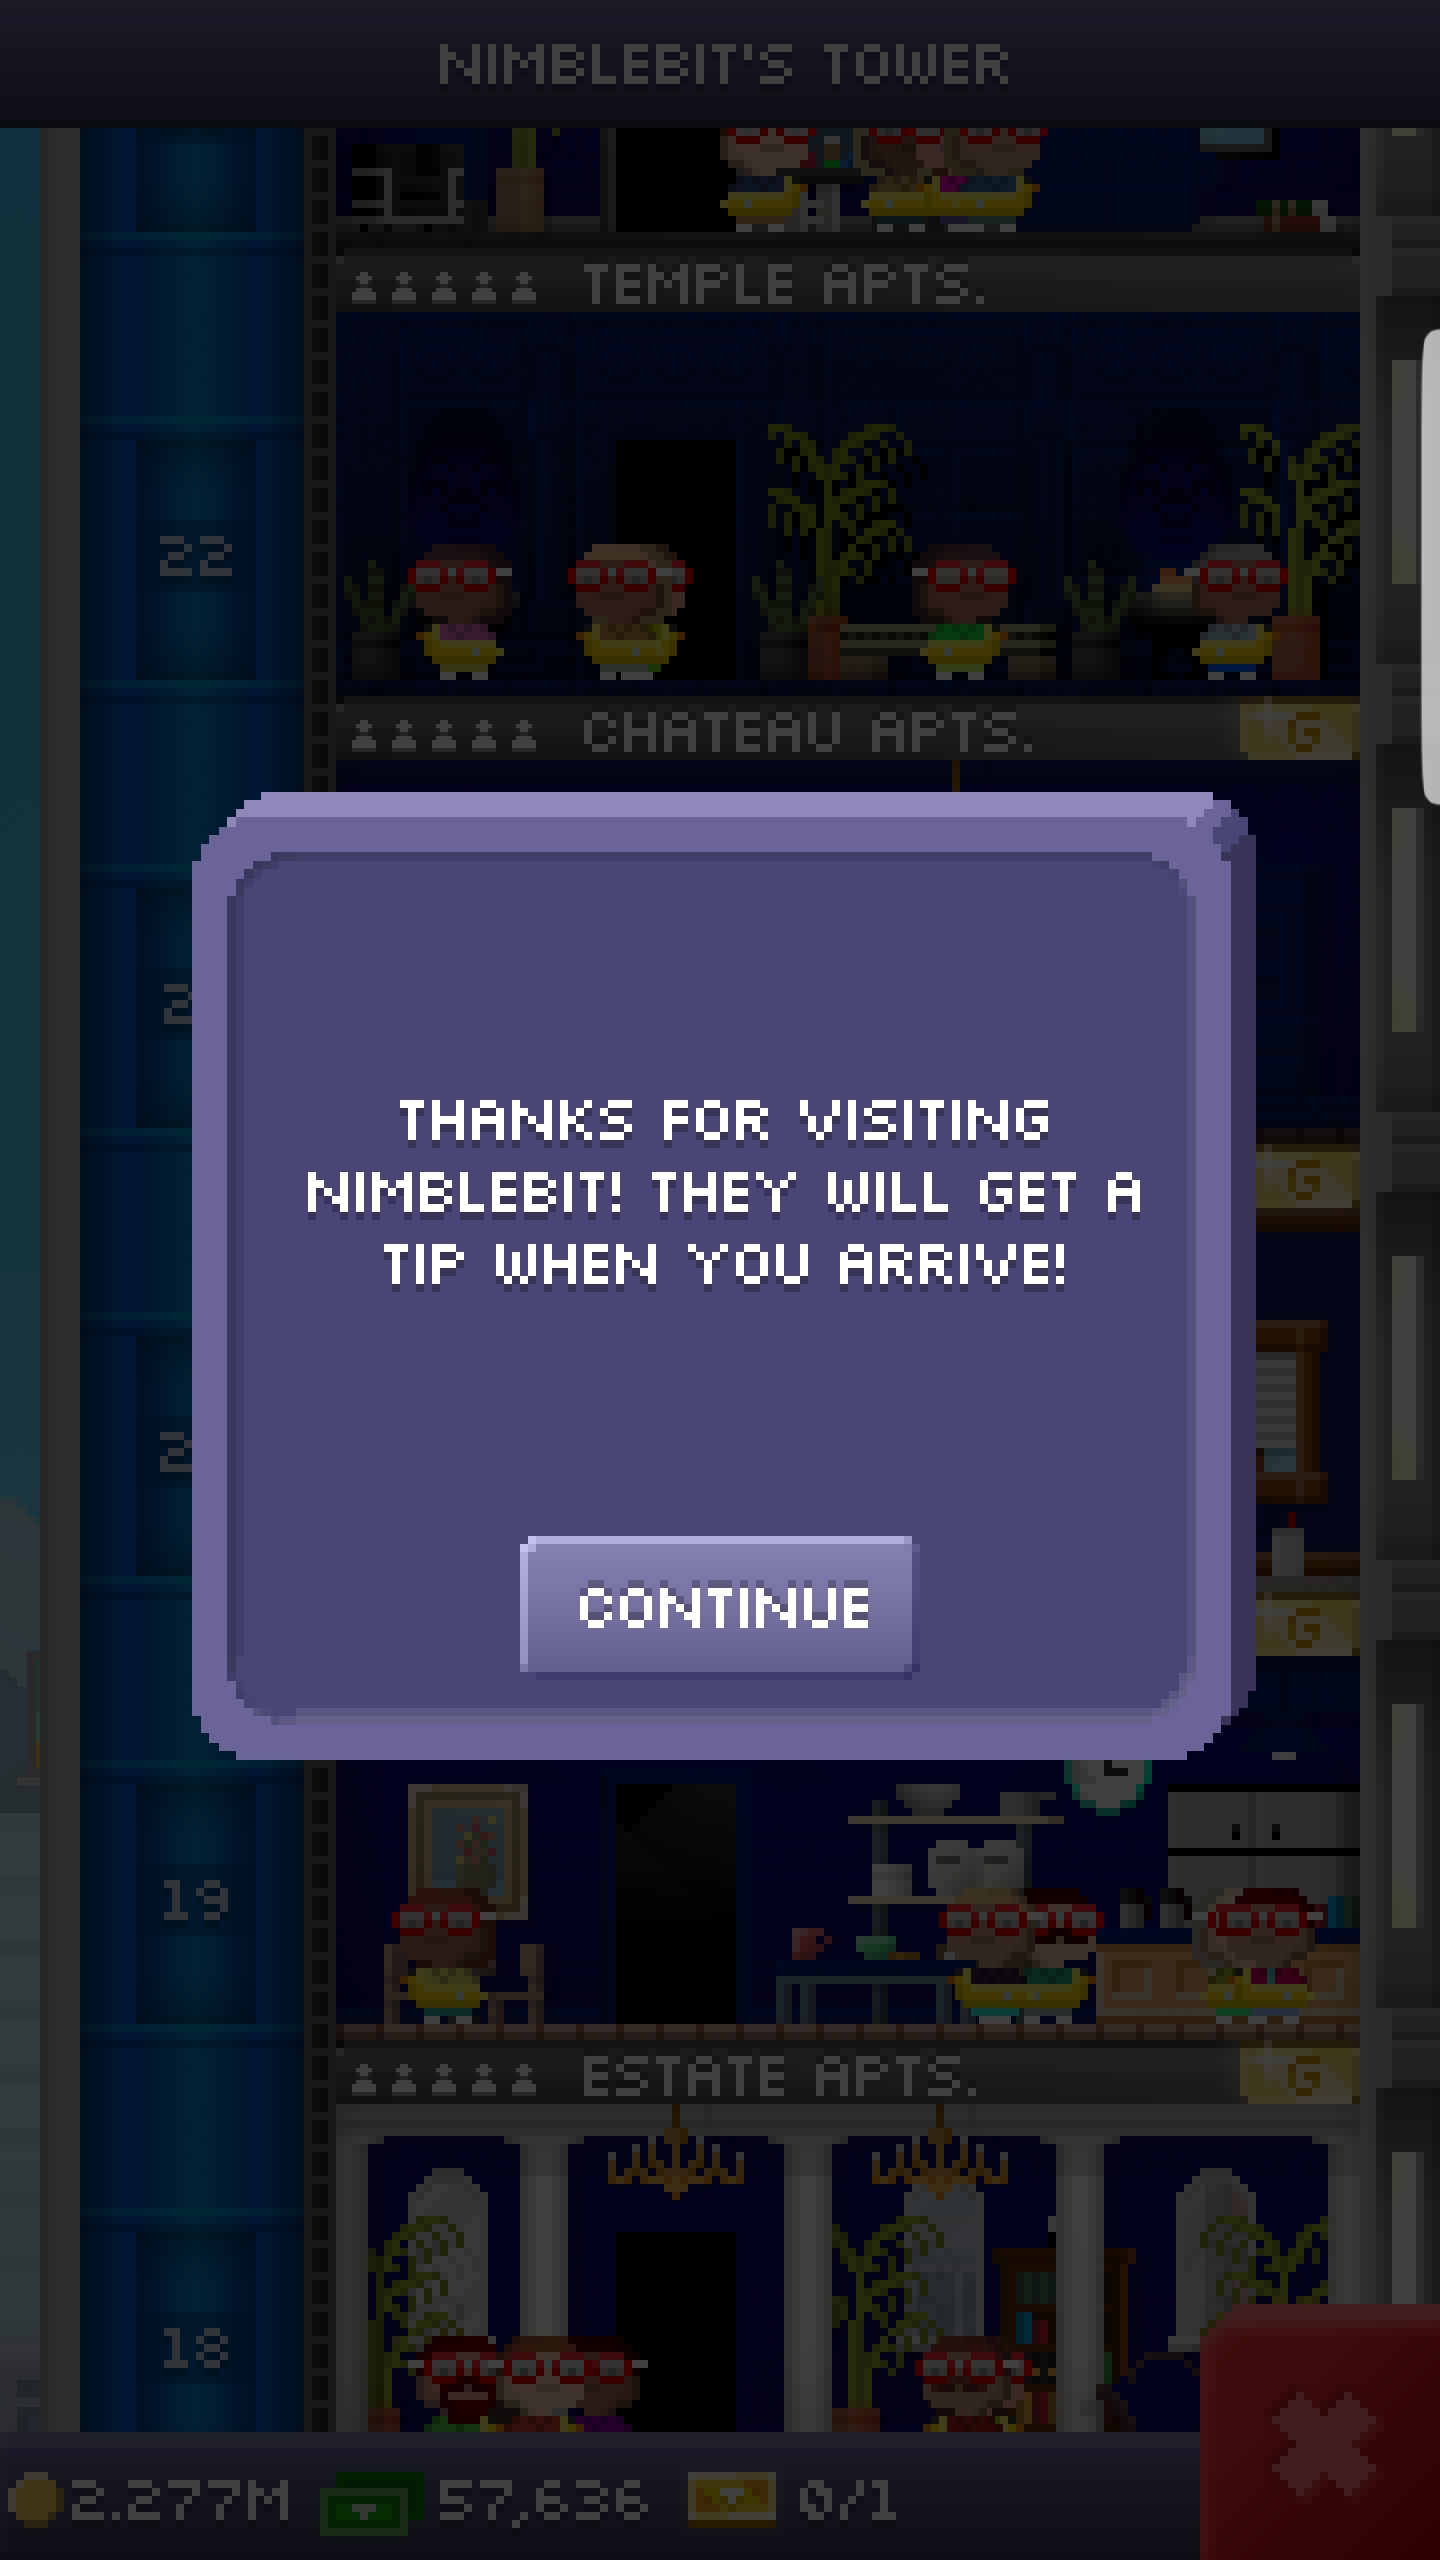 NIMBLEBIT'S TOWER
TEMPLE APTS.
22
CHATEAU APTS.
G
THANKS FOR VISITING
NIMBLEBIT! THEY WILL GET A
TIP WHEN YOU ARRIVE!
G
CONTINUE
G
19
ESTATE APTS.
G
18
2.277M 57,636 0/1